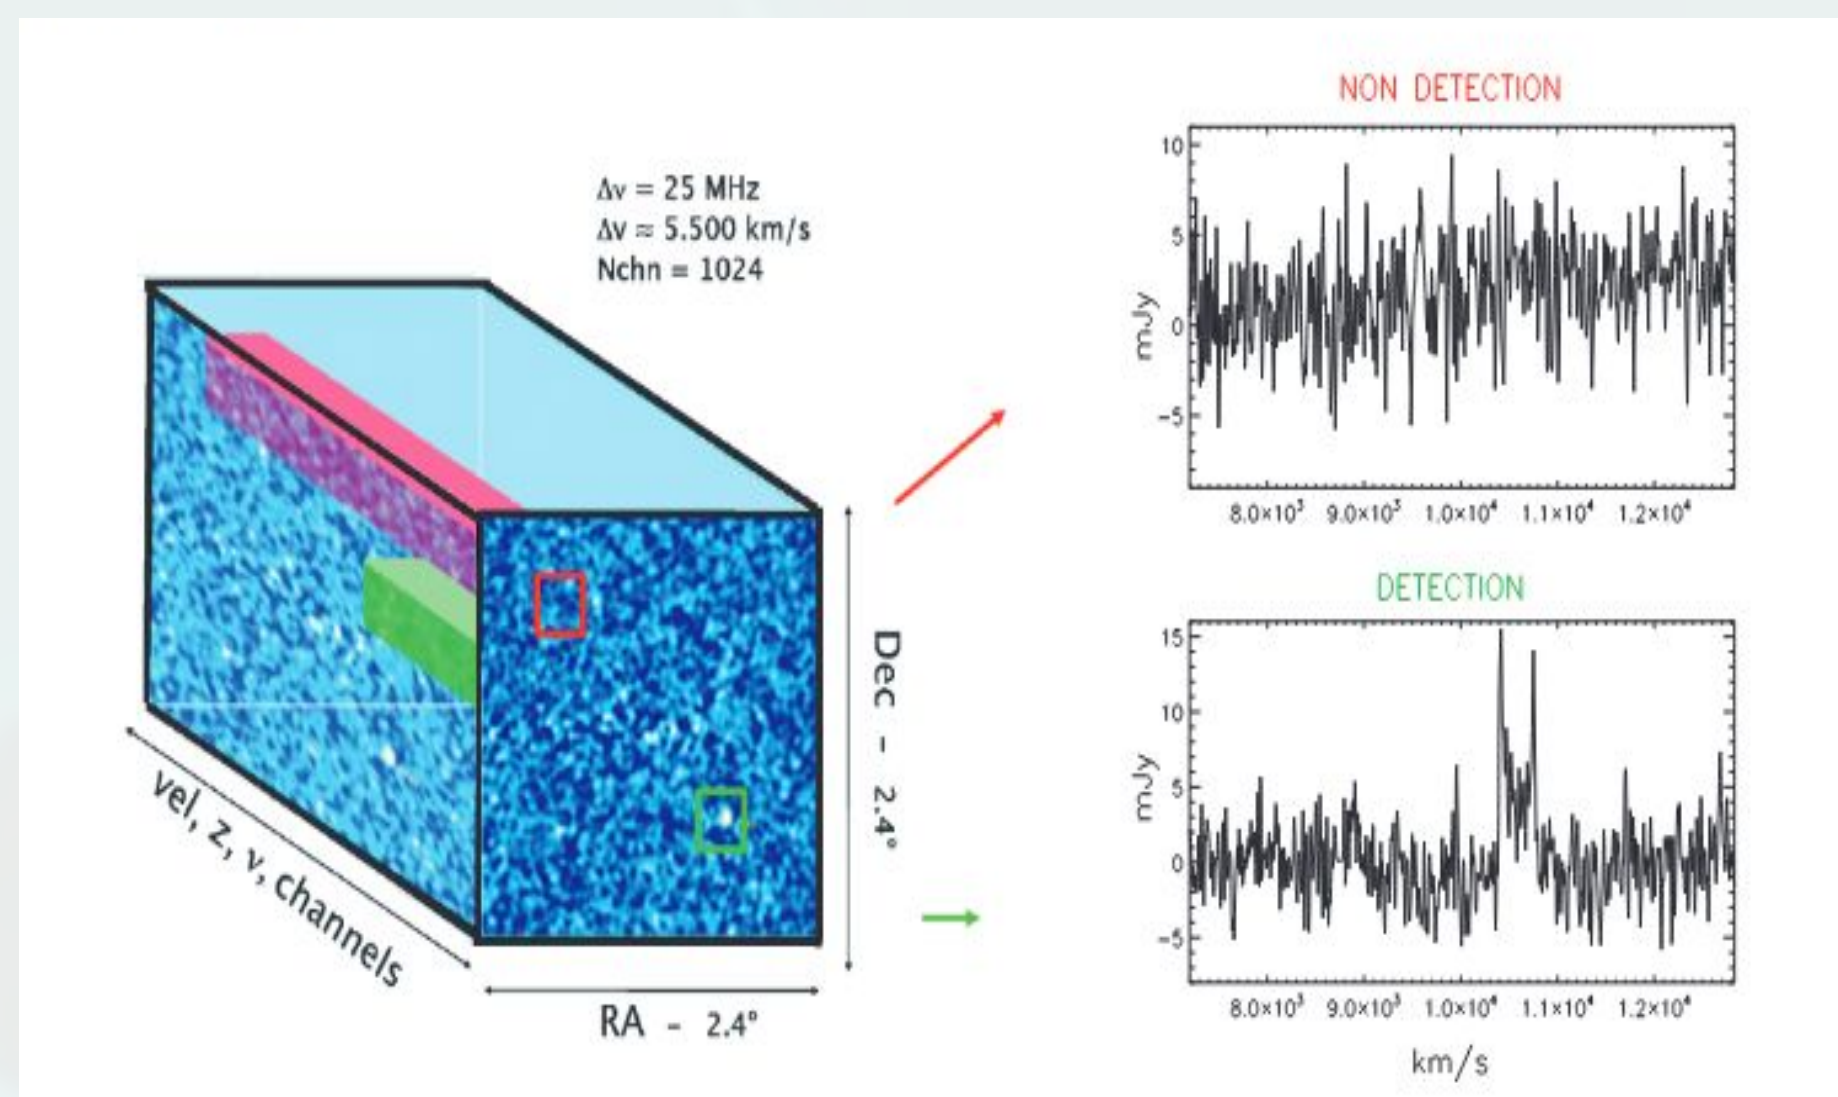 Δν = 25 MHz
Δv ≈ 5.500 km/s
Nchn = 1024
vel, z, ν, channels
RA - 2.4°
Dec - 2.4°
NON DETECTION
mJy
10
5
0
-5
8.0×10³ 9.0×10³ 1.0×10⁴ 1.1×10⁴ 1.2×10⁴
DETECTION
mJy
15
10
5
0
-5
8.0×10³ 9.0×10³ 1.0×10⁴ 1.1×10⁴ 1.2×10⁴
km/s